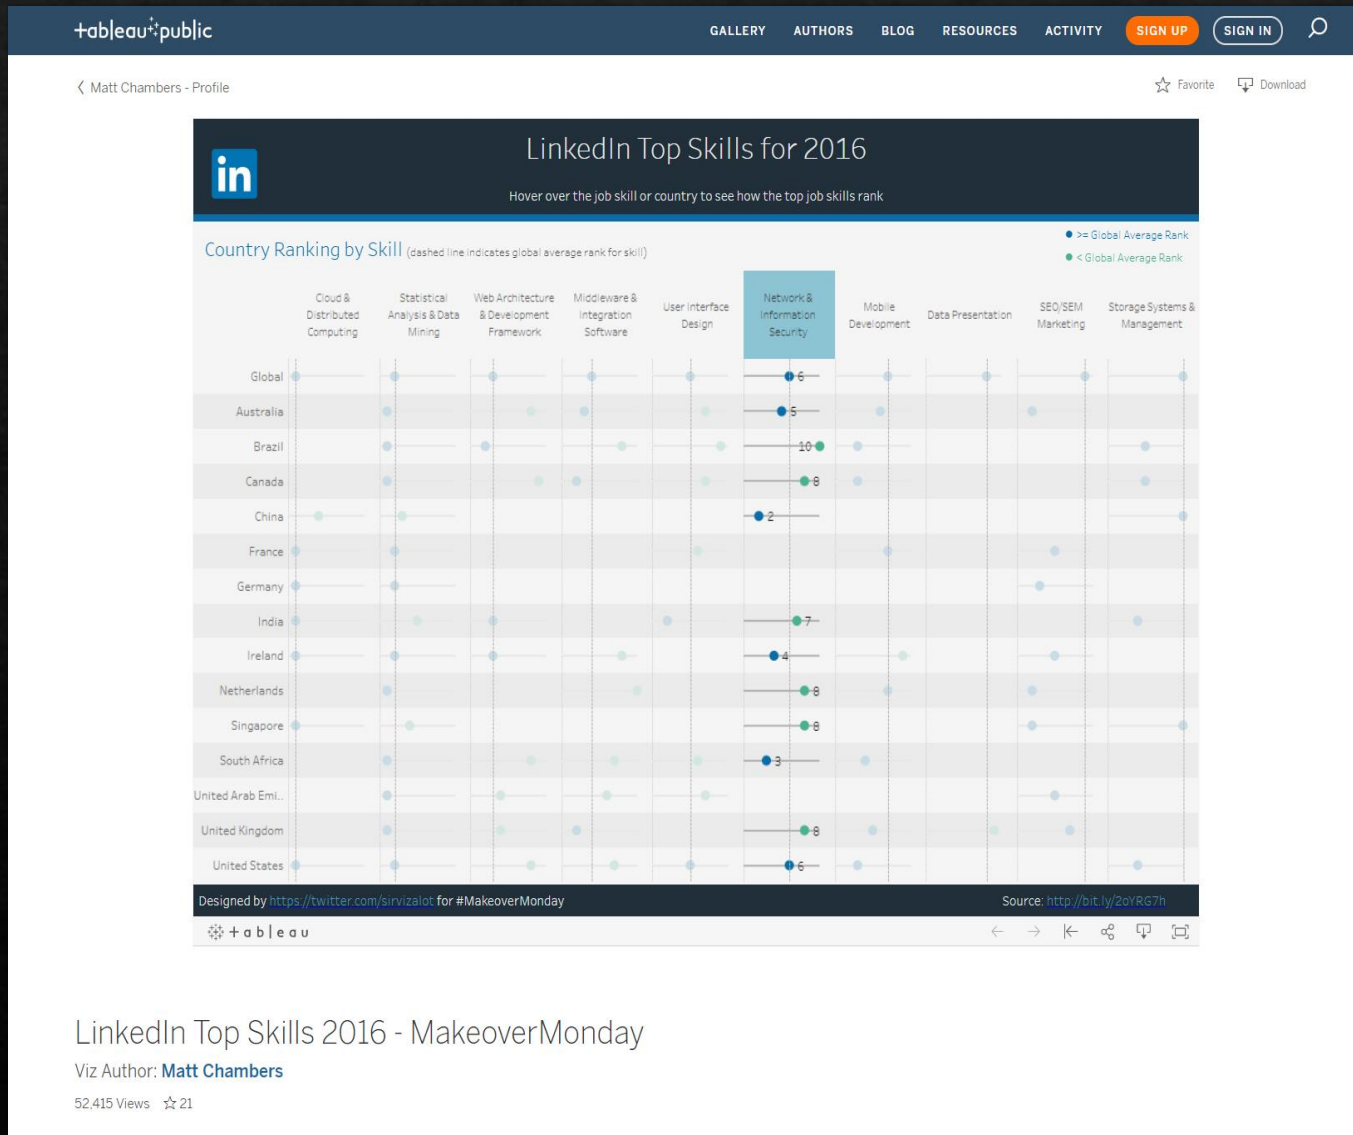 +ableau public
GALLERY AUTHORS BLOG RESOURCES ACTIVITY SIGN UP SIGN IN
Matt Chambers - Profile
Favorite Download
in
LinkedIn Top Skills for 2016
Hover over the job skill or country to see how the top job skills rank
Country Ranking by Skill (dashed line indicates global average rank for skill)
>= Global Average Rank
< Global Average Rank
Cloud & Distributed Computing
Statistical Analysis & Data Mining
Web Architecture & Development Framework
Middleware & Integration Software
User Interface Design
Network & Information Security
Mobile Development
Data Presentation
SEO/SEM Marketing
Storage Systems & Management
Global 6
Australia 5
Brazil 10
Canada 8
China 2
France
Germany
India 7
Ireland 4
Netherlands 8
Singapore 8
South Africa 3
United Arab Emi..
United Kingdom 8
United States 6
Designed by https://twitter.com/sirvizalot for #MakeoverMonday
Source: http://bit.ly/2oYRG7h
+ableau
LinkedIn Top Skills 2016 - MakeoverMonday
Viz Author: Matt Chambers
52,415 Views 21